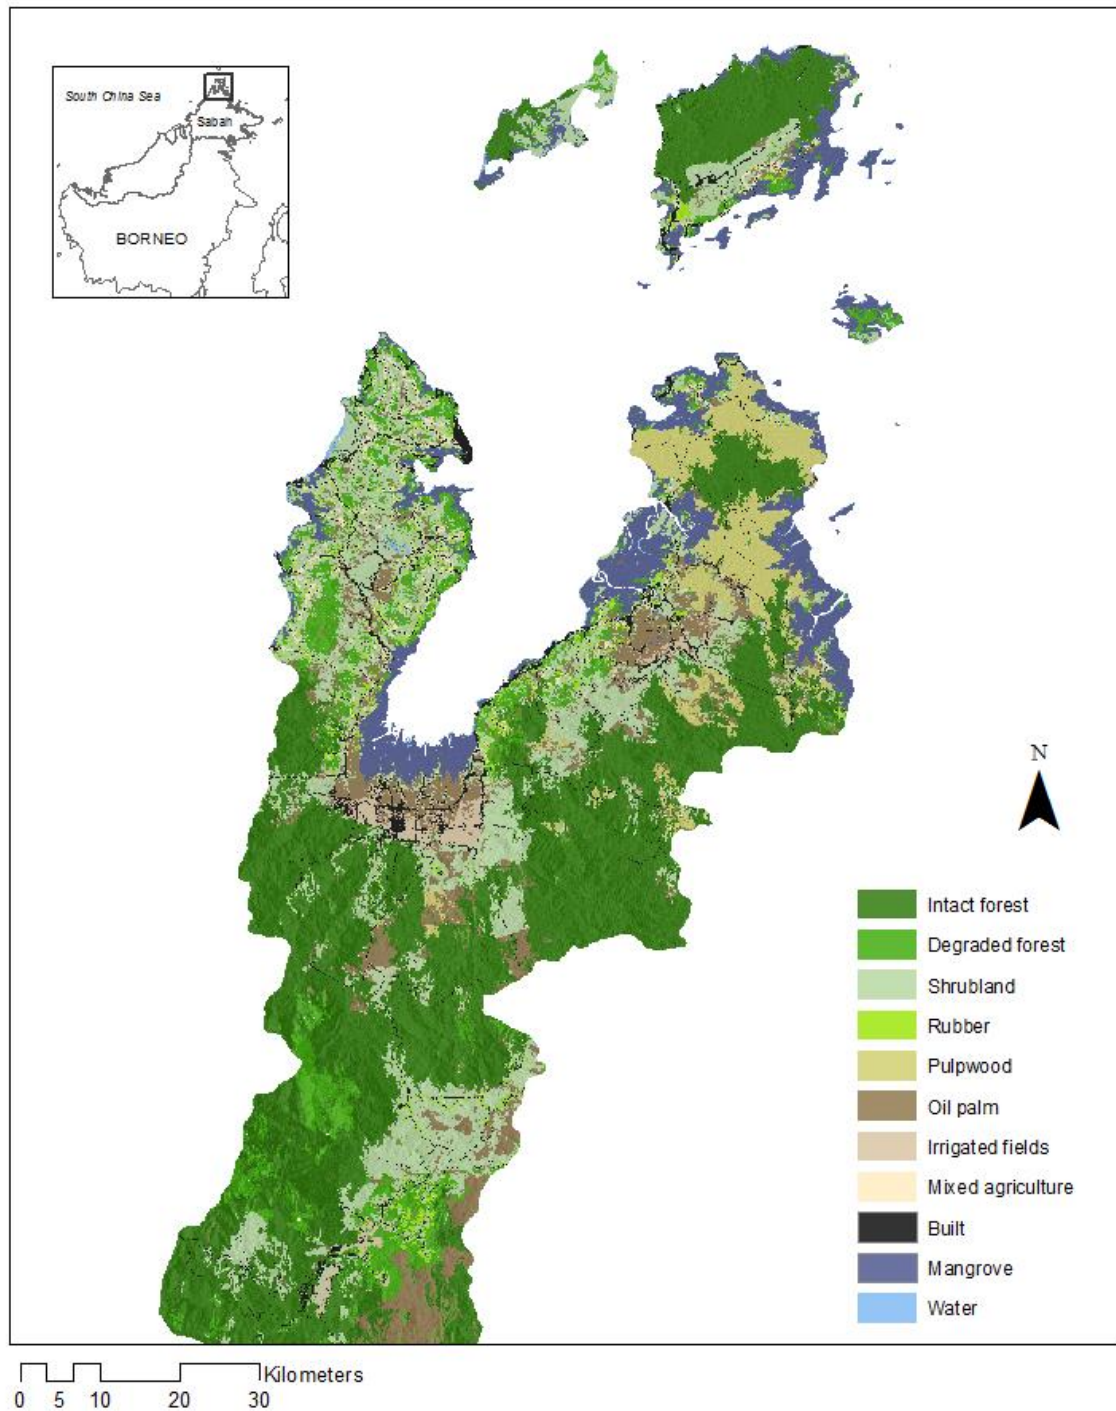 South China Sea
Sabah
BORNEO
N
Intact forest
Degraded forest
Shrubland
Rubber
Pulpwood
Oil palm
Irrigated fields
Mixed agriculture
Built
Mangrove
Water
Kilometers
0 5 10 20 30